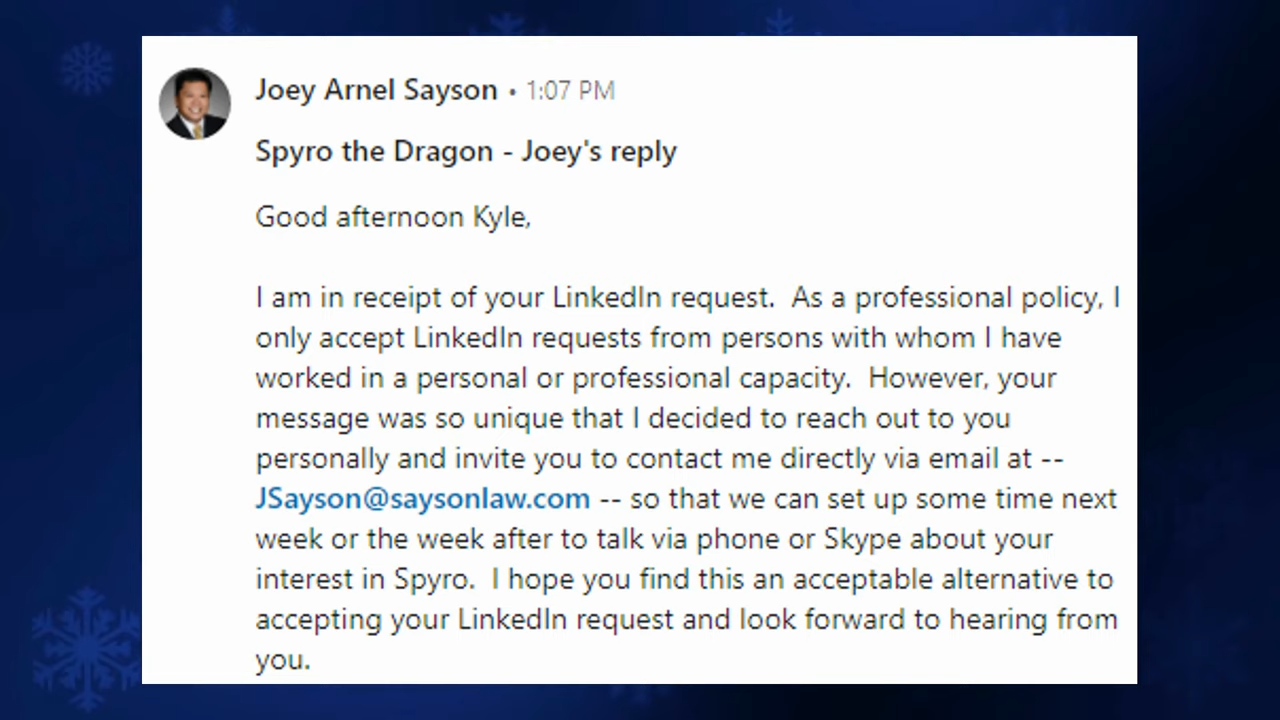 Joey Arnel Sayson • 1:07 PM
Spyro the Dragon - Joey's reply
Good afternoon Kyle,
I am in receipt of your LinkedIn request.  As a professional policy, I
only accept LinkedIn requests from persons with whom I have
worked in a personal or professional capacity.  However, your
message was so unique that I decided to reach out to you
personally and invite you to contact me directly via email at --
JSayson@saysonlaw.com -- so that we can set up some time next
week or the week after to talk via phone or Skype about your
interest in Spyro.  I hope you find this an acceptable alternative to
accepting your LinkedIn request and look forward to hearing from
you.